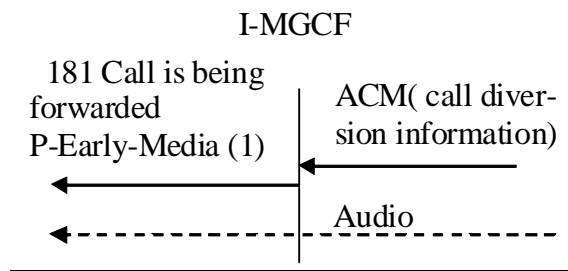 I-MGCF
181 Call is being
forwarded
P-Early-Media (1)
ACM( call diver-
sion information)
Audio